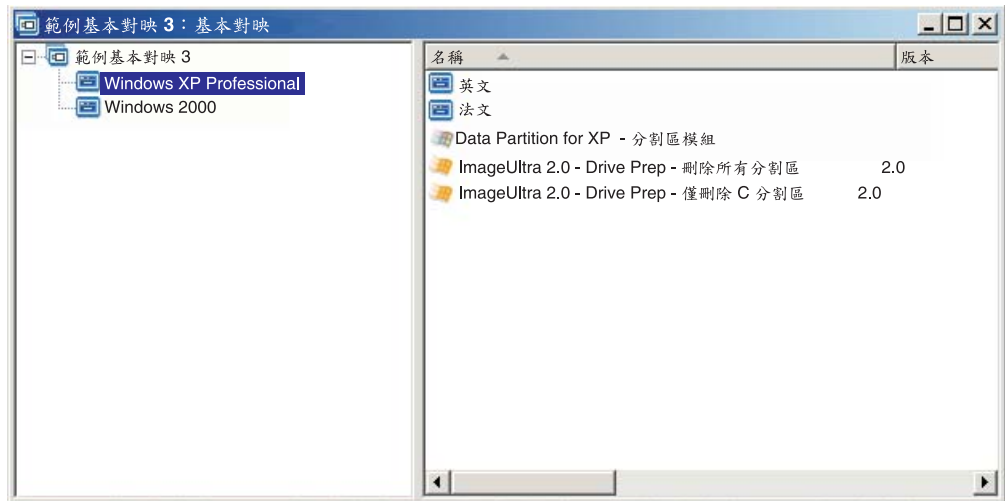 範例基本對映 3：基本對映
範例基本對映 3
Windows XP Professional
Windows 2000
名稱 版本
英文
法文
Data Partition for XP - 分割區模組
ImageUltra 2.0 - Drive Prep - 刪除所有分割區 2.0
ImageUltra 2.0 - Drive Prep - 僅刪除 C 分割區 2.0